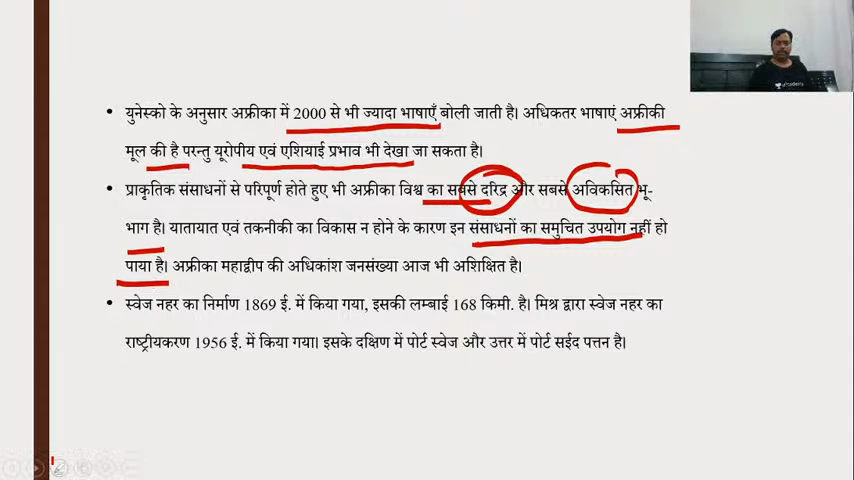 युनेस्को के अनुसार अफ्रीका में 2000 से भी ज्यादा भाषाएँ बोली जाती है। अधिकतर भाषाएं अफ्रीकी
मूल की है परन्तु यूरोपीय एवं एशियाई प्रभाव भी देखा जा सकता है।
प्राकृतिक संसाधनों से परिपूर्ण होते हुए भी अफ्रीका विश्व का सबसे दरिद्र और सबसे अविकसित भू-
भाग है। यातायात एवं तकनीकी का विकास न होने के कारण इन संसाधनों का समुचित उपयोग नहीं हो
पाया है। अफ्रीका महाद्वीप की अधिकांश जनसंख्या आज भी अशिक्षित है।
स्वेज नहर का निर्माण 1869 ई. में किया गया, इसकी लम्बाई 168 किमी. है। मिश्र द्वारा स्वेज नहर का
राष्ट्रीयकरण 1956 ई. में किया गया। इसके दक्षिण में पोर्ट स्वेज और उत्तर में पोर्ट सईद पत्तन है।